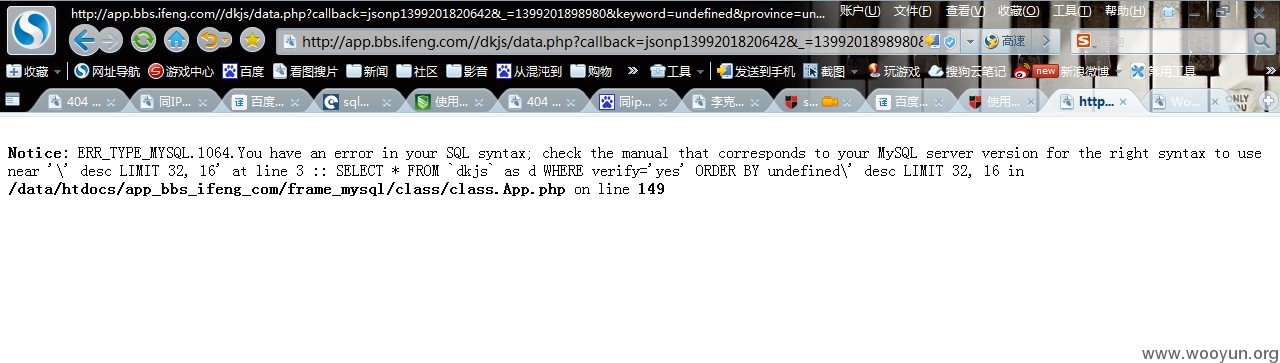 http://app.bbs.ifeng.com//dkjs/data.php?callback=jsonp1399201820642&_=1399201898980&keyword=undefined&province=un...
账户(U) 文件(F) 查看(V) 收藏(O) 工具(T) 帮助(H)
http://app.bbs.ifeng.com//dkjs/data.php?callback=jsonp1399201820642&_=1399201898980&
高速
收藏 网址导航 游戏中心 百度 看图搜片 新闻 社区 影音 从混沌到 购物 » 工具 发送到手机 截图 玩游戏 搜狗云笔记 new 新浪微博 常用工具 »
404 ... 同IP... 百度... sql... 使用... 404 ... 同ip... 李克... s... 百度... 使用... http... Wo... ONLY YOU
Notice: ERR_TYPE_MYSQL.1064.You have an error in your SQL syntax; check the manual that corresponds to your MySQL server version for the right syntax to use
near '\' desc LIMIT 32, 16' at line 3 :: SELECT * FROM `dkjs` as d WHERE verify='yes' ORDER BY undefined\' desc LIMIT 32, 16 in
/data/htdocs/app_bbs_ifeng_com/frame_mysql/class/class.App.php on line 149
www.wooyun.org